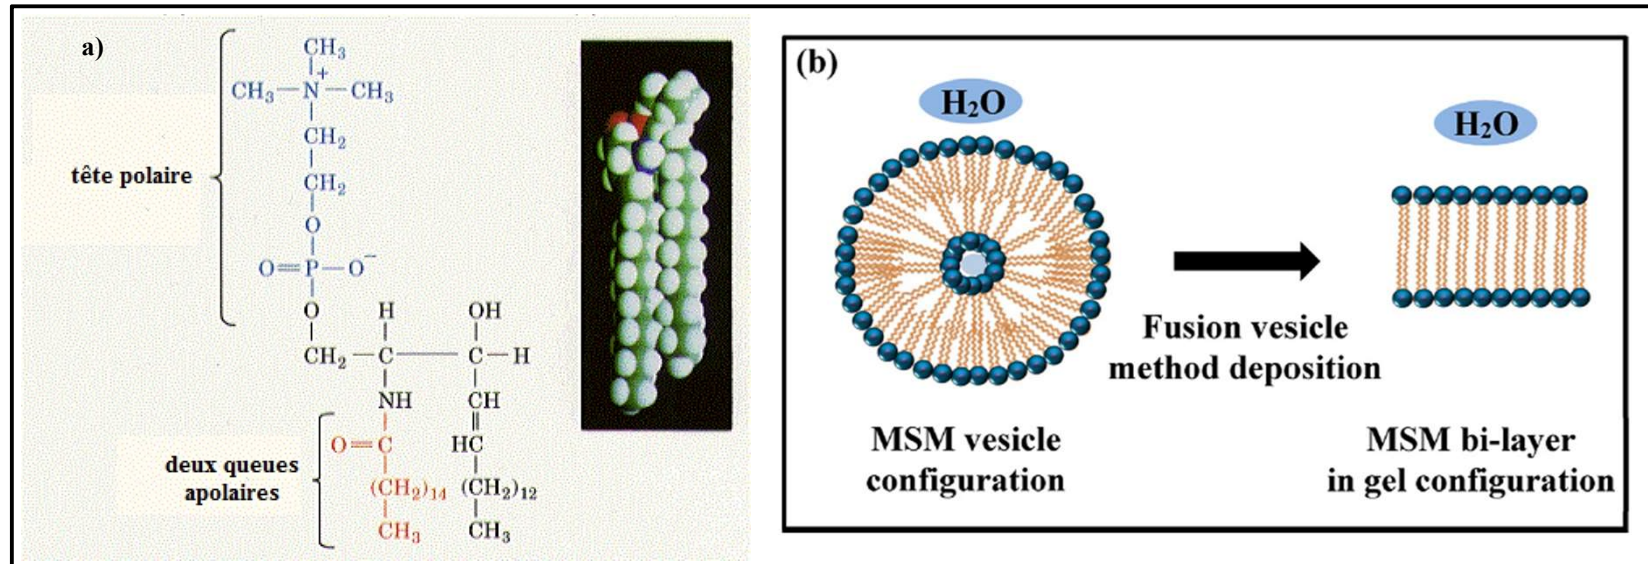 a)
CH₃
CH₃—N⁺—CH₃
CH₂
CH₂
O
O=P—O⁻
tête polaire
O H OH
CH₂—C—C—H
NH CH
O=C HC
(CH₂)₁₄ (CH₂)₁₂
CH₃ CH₃
deux queues
apolaires
(b)
H₂O
H₂O
Fusion vesicle
method deposition
MSM vesicle
configuration
MSM bi-layer
in gel configuration